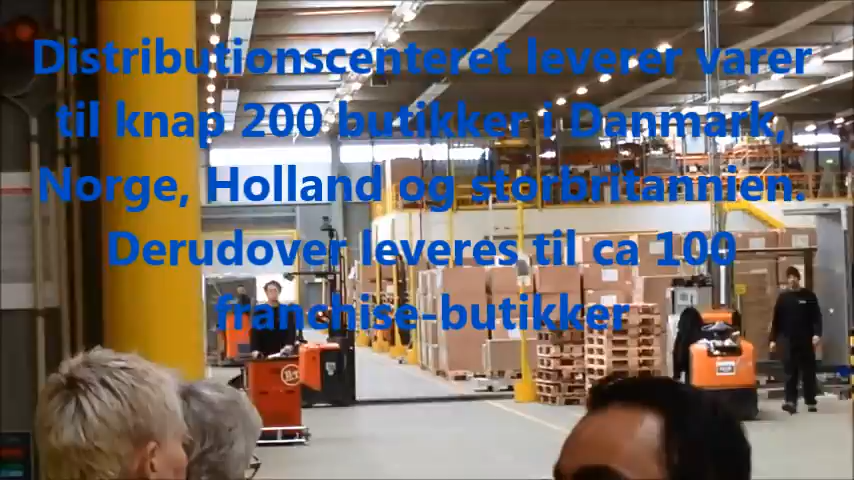 Distributionscenteret leverer varer
til knap 200 butikker i Danmark,
Norge, Holland og storbritannien.
Derudover leveres til ca 100
franchise-butikker